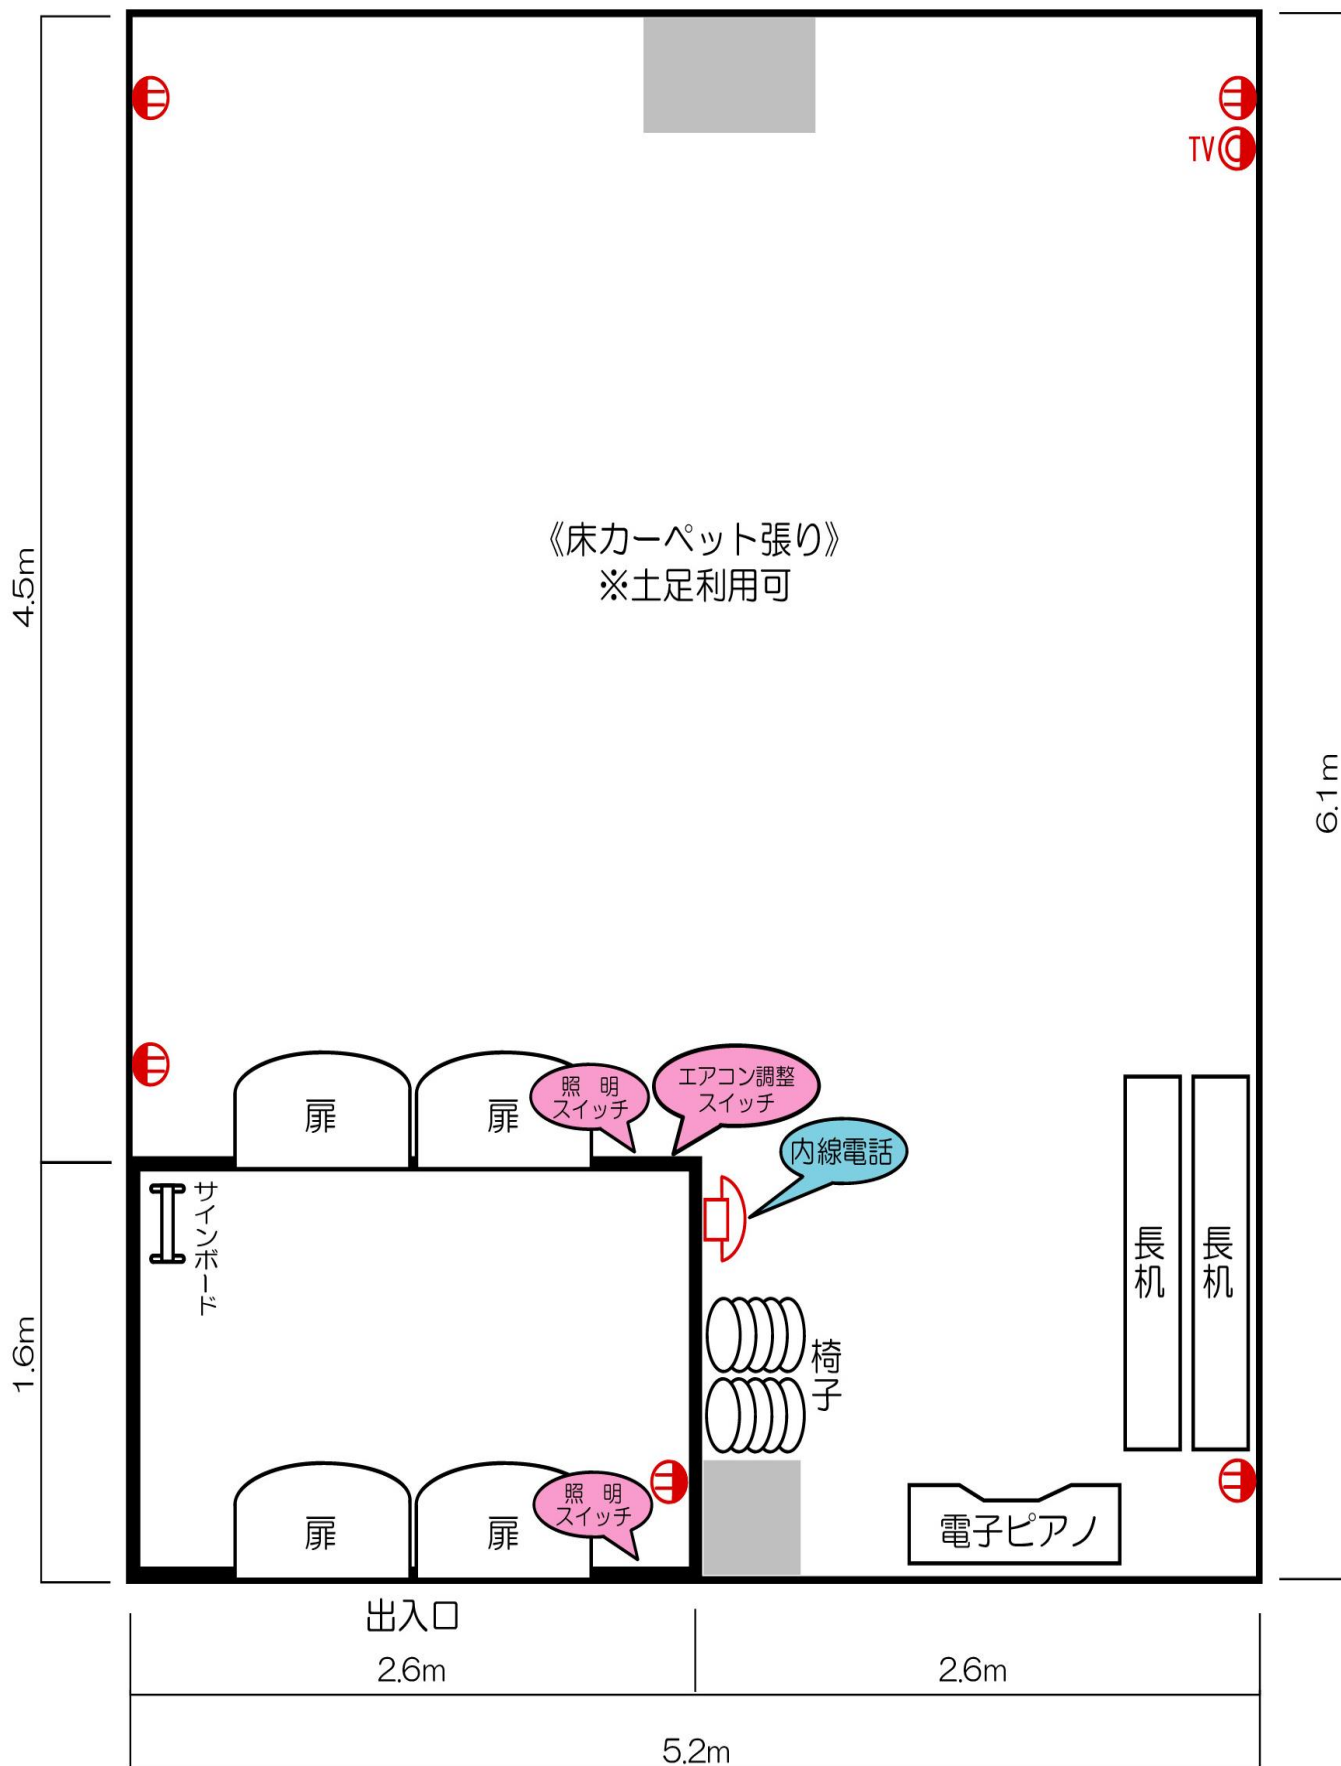 TV
4.5m
《床カーペット張り》
※土足利用可
6.1m
扉
扉
照 明
スイッチ
エアコン調整
スイッチ
内線電話
サインボード
長机
長机
椅子
1.6m
扉
扉
照 明
スイッチ
電子ピアノ
出入口
2.6m
2.6m
5.2m